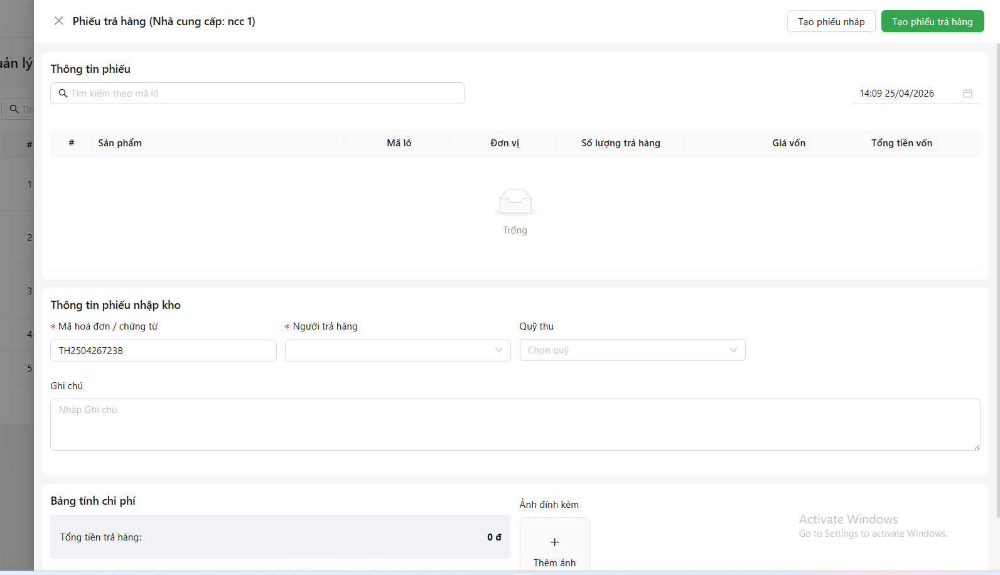 Phiếu trả hàng (Nhà cung cấp: ncc 1)
Tạo phiếu nháp
Tạo phiếu trả hàng
uản lý
Thông tin phiếu
Tìm kiếm theo mã lô
14:09 25/04/2026
Tìm
# Sản phẩm Mã lô Đơn vị Số lượng trả hàng Giá vốn Tổng tiền vốn
#
1
Trống
2
3
Thông tin phiếu nhập kho
* Mã hoá đơn / chứng từ * Người trả hàng Quỹ thu
4
TH250426723B
Chọn quỹ
5
Ghi chú
Nhập Ghi chú
Bảng tính chi phí
Ảnh đính kèm
Tổng tiền trả hàng: 0 đ
+
Thêm ảnh
Activate Windows
Go to Settings to activate Windows.